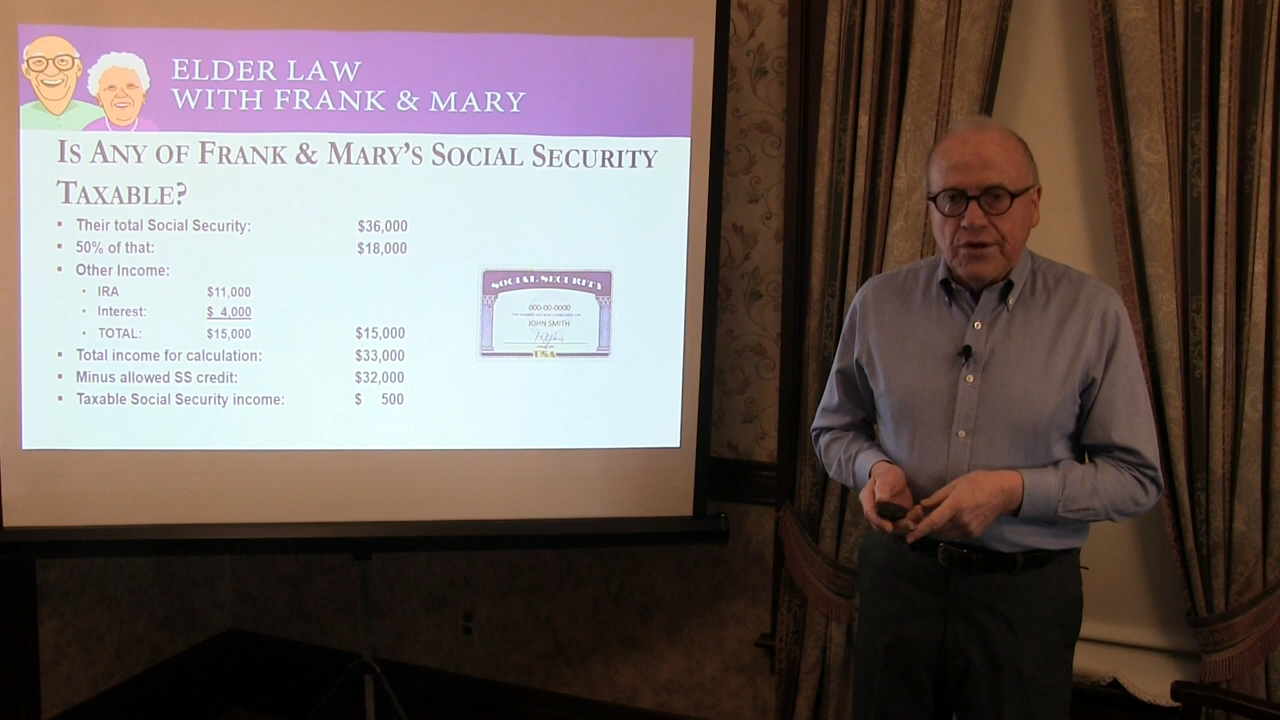 ELDER LAW
WITH FRANK & MARY
IS ANY OF FRANK & MARY'S SOCIAL SECURITY
TAXABLE?
▪ Their total Social Security: $36,000
▪ 50% of that: $18,000
▪ Other Income:
• IRA $11,000
• Interest: $ 4,000
• TOTAL: $15,000 $15,000
▪ Total income for calculation: $33,000
▪ Minus allowed SS credit: $32,000
▪ Taxable Social Security income: $ 500
SOCIAL SECURITY
000-00-0000
JOHN SMITH